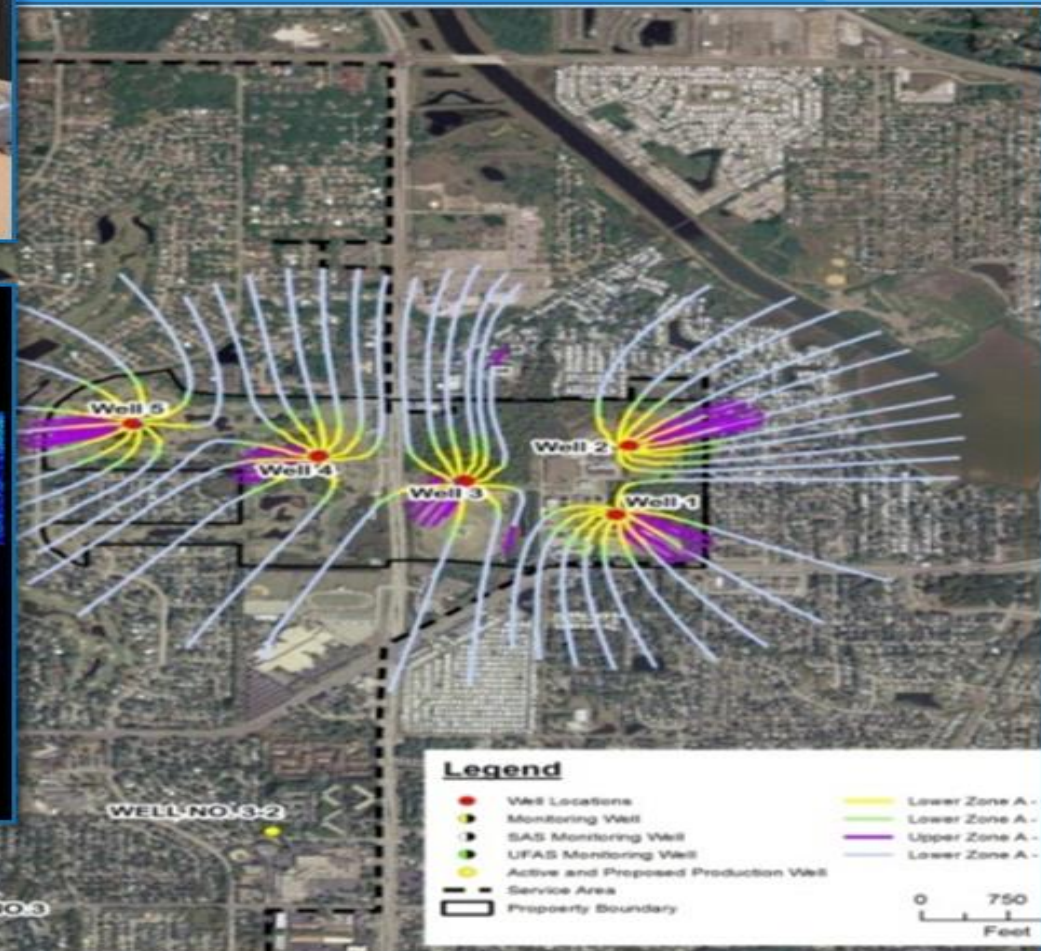 Well 5
Well 4
Well 3
Well 2
Well 1
WELL NO. 3-2
NO.3
Legend
Well Locations
Monitoring Well
SAS Monitoring Well
UFAS Monitoring Well
Active and Proposed Production Well
Service Area
Property Boundary
Lower Zone A -
Lower Zone A -
Upper Zone A -
Lower Zone A -
0 750
Feet